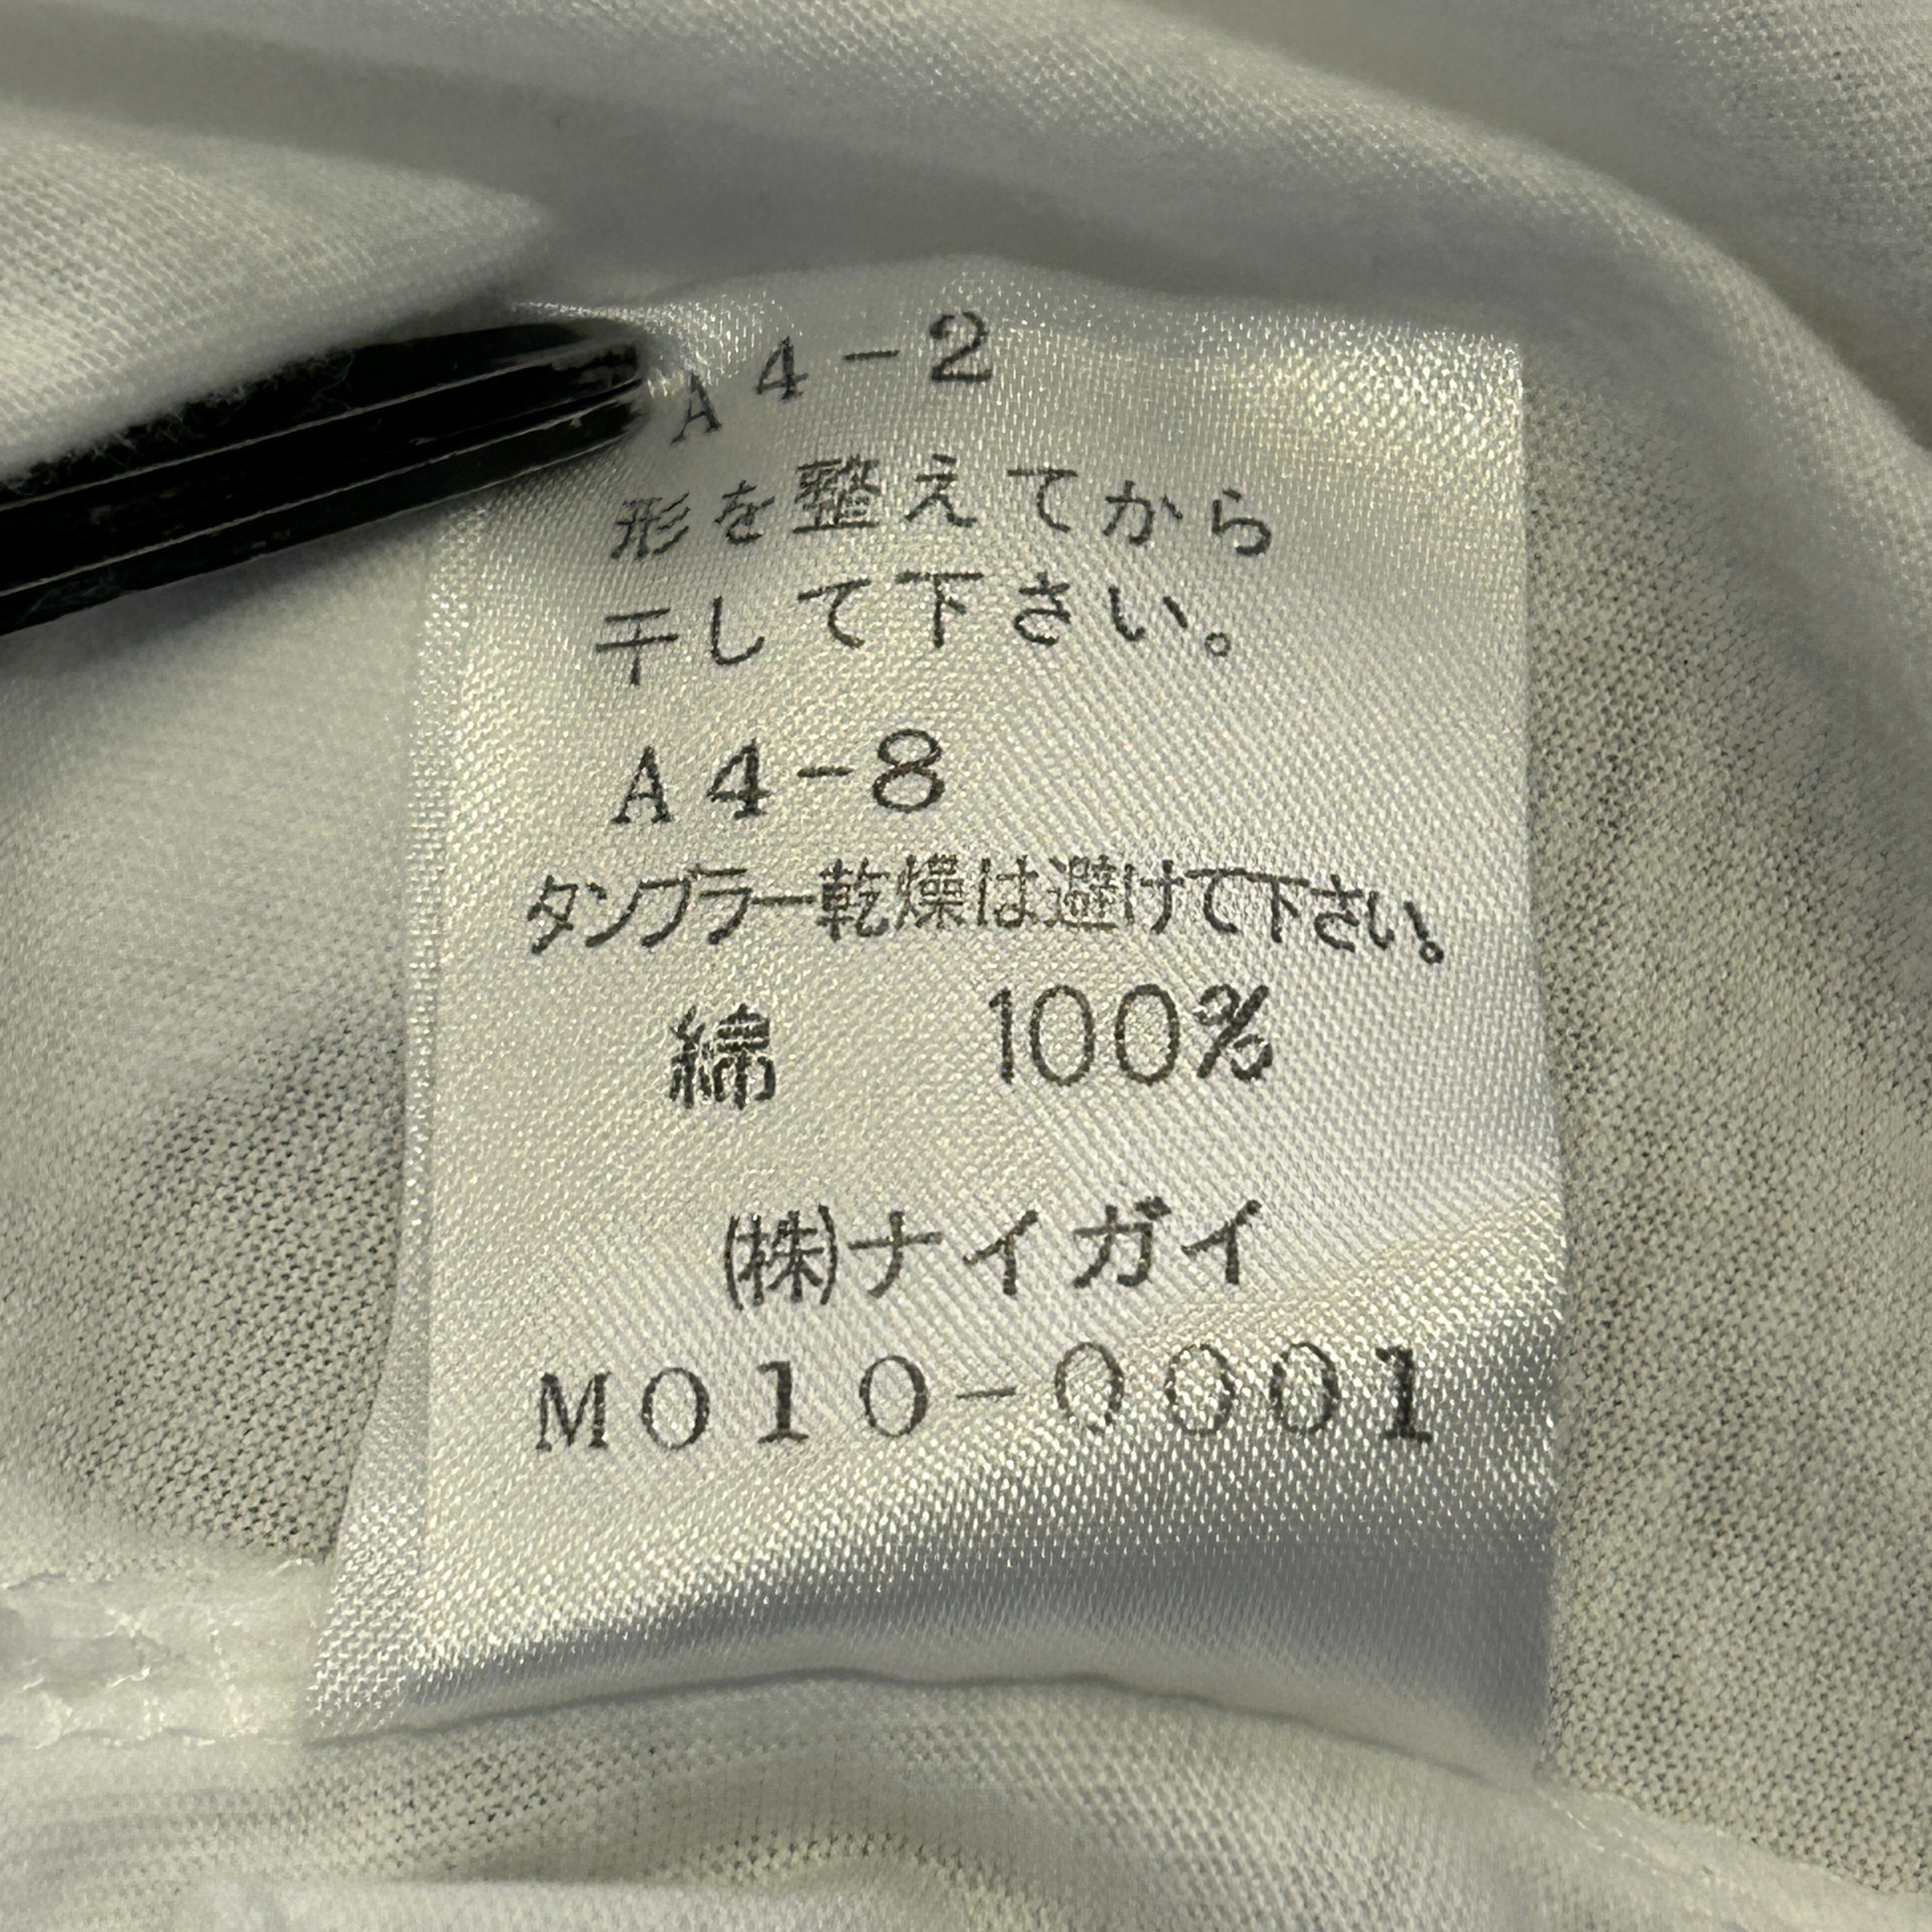 A4-2
形を整えてから
干して下さい。
A4-8
タンブラー乾燥は避けて下さい。
綿 100%
(株)ナイガイ
M010-0001